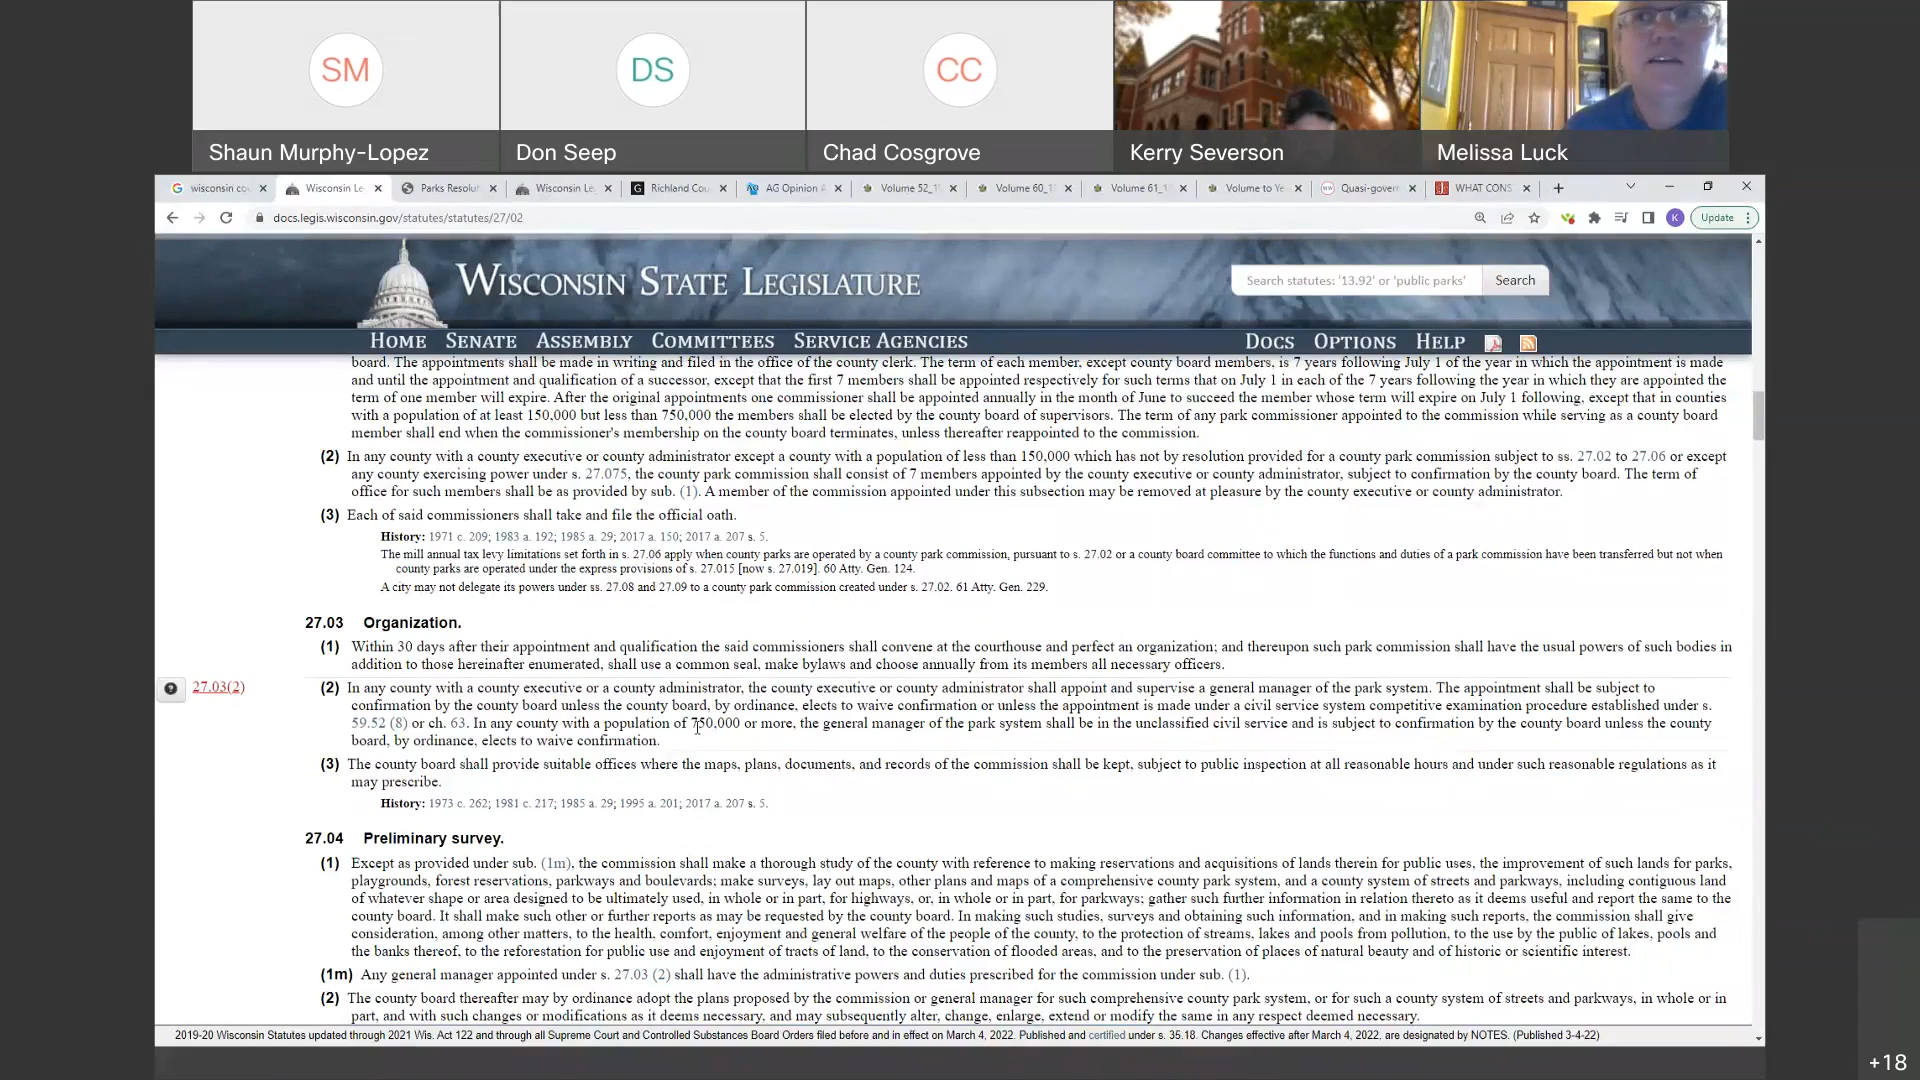 SM
DS
CC
Shaun Murphy-Lopez
Don Seep
Chad Cosgrove
Kerry Severson
Melissa Luck
wisconsin co
Wisconsin Le
Parks Resolut
Wisconsin Le
Richland Cou
AG Opinion
Volume 52_1
Volume 60_1
Volume 61_1
Volume to Ye
Quasi-govern
WHAT CONS
docs.legis.wisconsin.gov/statutes/statutes/27/02
K
Update
WISCONSIN STATE LEGISLATURE
Search statutes: '13.92' or 'public parks'
Search
HOME SENATE ASSEMBLY COMMITTEES SERVICE AGENCIES
DOCS OPTIONS HELP
board. The appointments shall be made in writing and filed in the office of the county clerk. The term of each member, except county board members, is 7 years following July 1 of the year in which the appointment is made
and until the appointment and qualification of a successor, except that the first 7 members shall be appointed respectively for such terms that on July 1 in each of the 7 years following the year in which they are appointed the
term of one member will expire. After the original appointments one commissioner shall be appointed annually in the month of June to succeed the member whose term will expire on July 1 following, except that in counties
with a population of at least 150,000 but less than 750,000 the members shall be elected by the county board of supervisors. The term of any park commissioner appointed to the commission while serving as a county board
member shall end when the commissioner's membership on the county board terminates, unless thereafter reappointed to the commission.
(2) In any county with a county executive or county administrator except a county with a population of less than 150,000 which has not by resolution provided for a county park commission subject to ss. 27.02 to 27.06 or except
any county exercising power under s. 27.075, the county park commission shall consist of 7 members appointed by the county executive or county administrator, subject to confirmation by the county board. The term of
office for such members shall be as provided by sub. (1). A member of the commission appointed under this subsection may be removed at pleasure by the county executive or county administrator.
(3) Each of said commissioners shall take and file the official oath.
History: 1971 c. 209; 1983 a. 192; 1985 a. 29; 2017 a. 150; 2017 a. 207 s. 5.
The mill annual tax levy limitations set forth in s. 27.06 apply when county parks are operated by a county park commission, pursuant to s. 27.02 or a county board committee to which the functions and duties of a park commission have been transferred but not when
county parks are operated under the express provisions of s. 27.015 [now s. 27.019]. 60 Atty. Gen. 124.
A city may not delegate its powers under ss. 27.08 and 27.09 to a county park commission created under s. 27.02. 61 Atty. Gen. 229.
27.03 Organization.
(1) Within 30 days after their appointment and qualification the said commissioners shall convene at the courthouse and perfect an organization; and thereupon such park commission shall have the usual powers of such bodies in
addition to those hereinafter enumerated, shall use a common seal, make bylaws and choose annually from its members all necessary officers.
27.03(2)
(2) In any county with a county executive or a county administrator, the county executive or county administrator shall appoint and supervise a general manager of the park system. The appointment shall be subject to
confirmation by the county board unless the county board, by ordinance, elects to waive confirmation or unless the appointment is made under a civil service system competitive examination procedure established under s.
59.52 (8) or ch. 63. In any county with a population of 750,000 or more, the general manager of the park system shall be in the unclassified civil service and is subject to confirmation by the county board unless the county
board, by ordinance, elects to waive confirmation.
(3) The county board shall provide suitable offices where the maps, plans, documents, and records of the commission shall be kept, subject to public inspection at all reasonable hours and under such reasonable regulations as it
may prescribe.
History: 1973 c. 262; 1981 c. 217; 1985 a. 29; 1995 a. 201; 2017 a. 207 s. 5.
27.04 Preliminary survey.
(1) Except as provided under sub. (1m), the commission shall make a thorough study of the county with reference to making reservations and acquisitions of lands therein for public uses, the improvement of such lands for parks,
playgrounds, forest reservations, parkways and boulevards; make surveys, lay out maps, other plans and maps of a comprehensive county park system, and a county system of streets and parkways, including contiguous land
of whatever shape or area designed to be ultimately used, in whole or in part, for highways, or, in whole or in part, for parkways; gather such further information in relation thereto as it deems useful and report the same to the
county board. It shall make such other or further reports as may be requested by the county board. In making such studies, surveys and obtaining such information, and in making such reports, the commission shall give
consideration, among other matters, to the health, comfort, enjoyment and general welfare of the people of the county, to the protection of streams, lakes and pools from pollution, to the use by the public of lakes, pools and
the banks thereof, to the reforestation for public use and enjoyment of tracts of land, to the conservation of flooded areas, and to the preservation of places of natural beauty and of historic or scientific interest.
(1m) Any general manager appointed under s. 27.03 (2) shall have the administrative powers and duties prescribed for the commission under sub. (1).
(2) The county board thereafter may by ordinance adopt the plans proposed by the commission or general manager for such comprehensive county park system, or for such a county system of streets and parkways, in whole or in
part, and with such changes or modifications as it deems necessary, and may subsequently alter, change, enlarge, extend or modify the same in any respect deemed necessary.
2019-20 Wisconsin Statutes updated through 2021 Wis. Act 122 and through all Supreme Court and Controlled Substances Board Orders filed before and in effect on March 4, 2022. Published and certified under s. 35.18. Changes effective after March 4, 2022, are designated by NOTES. (Published 3-4-22)
+18